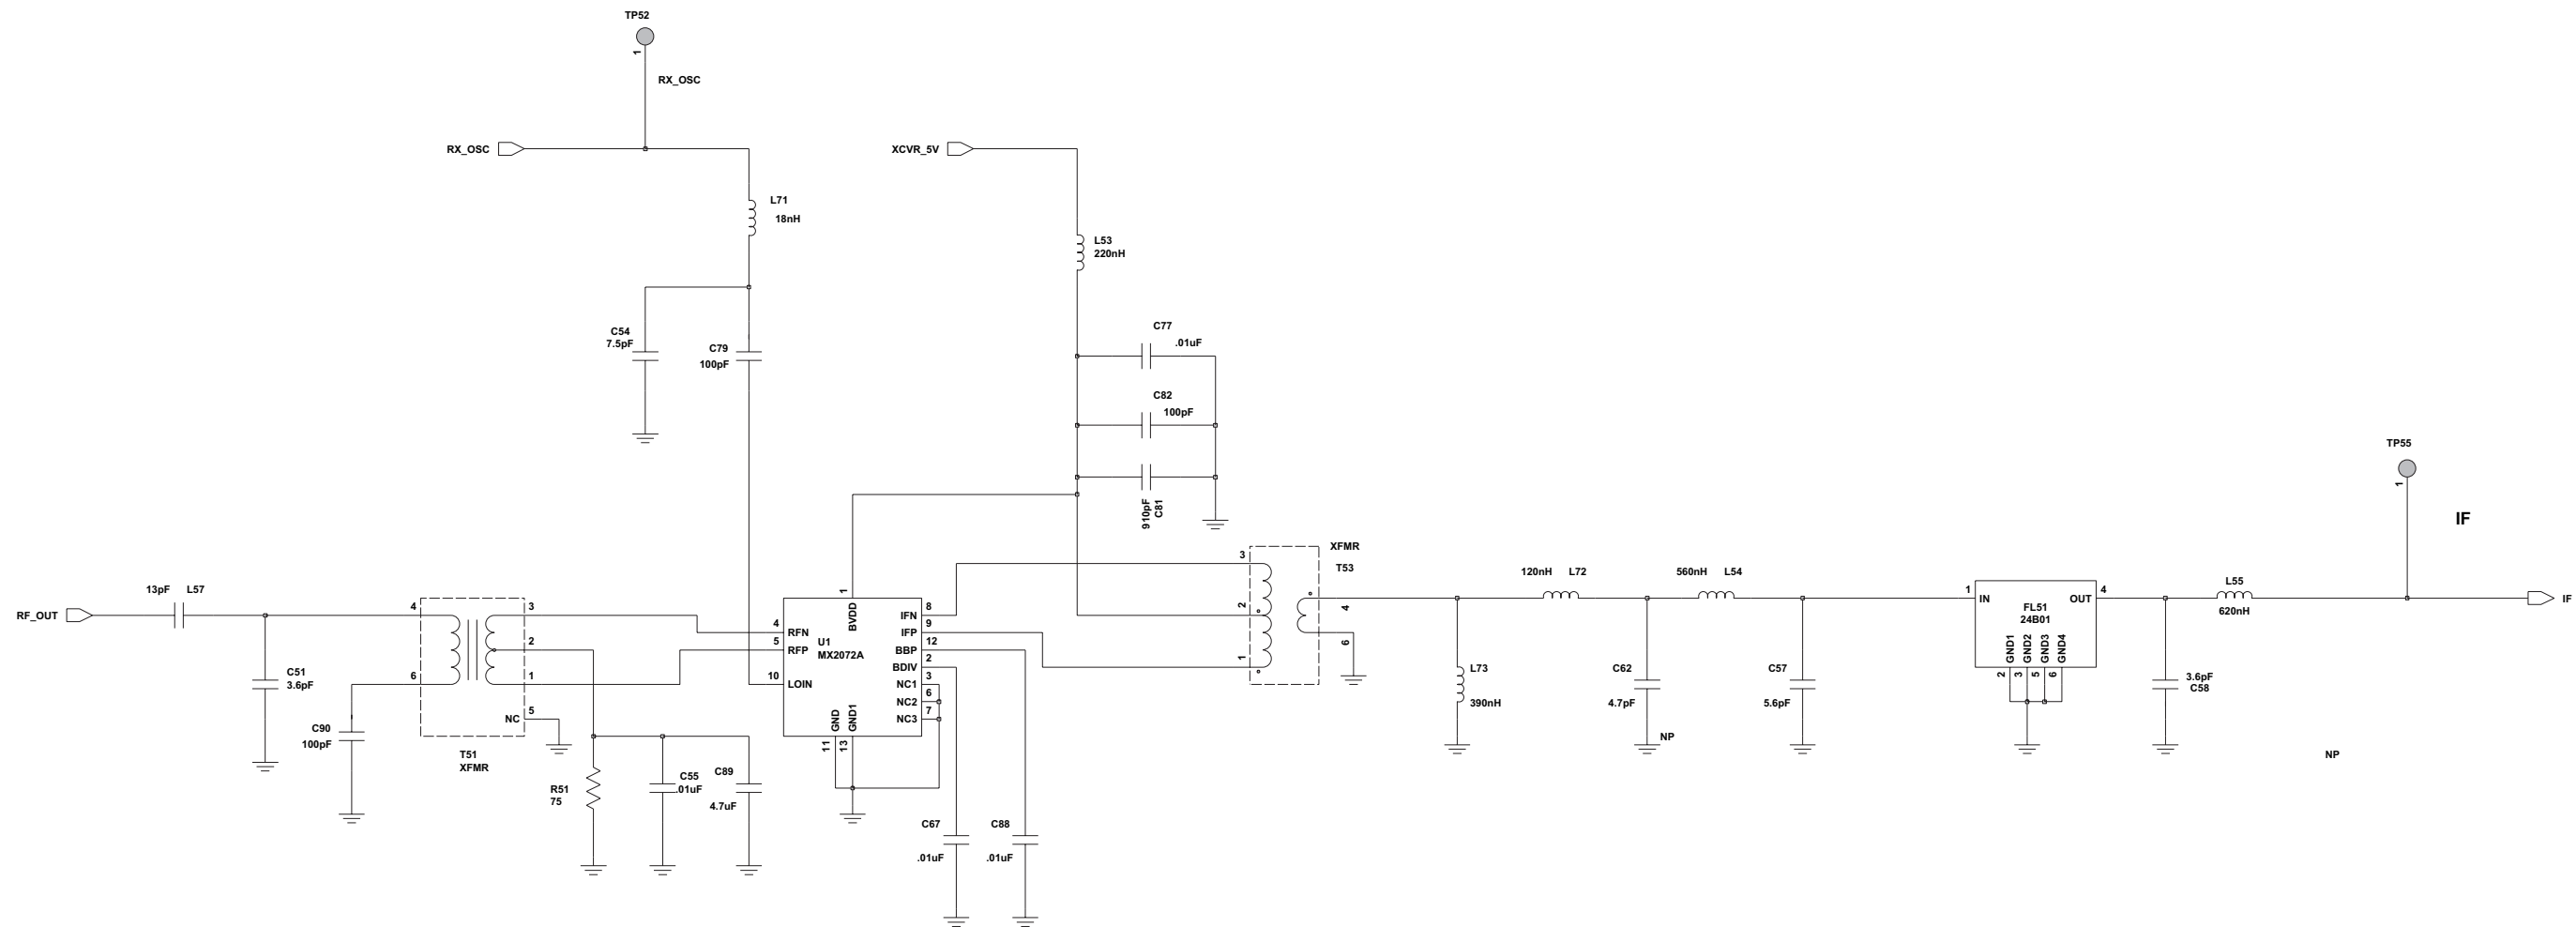 TP52
1
RX_OSC
RX_OSC
XCVR_5V
L71
18nH
L53
220nH
C54
7.5pF
C79
100pF
C77
.01uF
C82
100pF
910pF
C81
TP55
1
IF
RF_OUT
13pF L57
C51
3.6pF
C90
100pF
4
6
3
2
1
5
NC
T51
XFMR
R51
75
C55
.01uF
C89
4.7uF
1
BVDD
4 RFN
5 RFP
10 LOIN
U1
MX2072A
IFN 8
IFP 9
BBP 12
BDIV 2
NC1 3
NC2 6
NC3 7
GND
GND1
11
13
C67
.01uF
C88
.01uF
XFMR
T53
3
2
1
4
6
120nH L72
560nH L54
L73
390nH
C62
4.7pF
NP
C57
5.6pF
1 IN
OUT 4
FL51
24B01
GND1
GND2
GND3
GND4
2
3
5
6
3.6pF
C58
L55
620nH
IF
NP